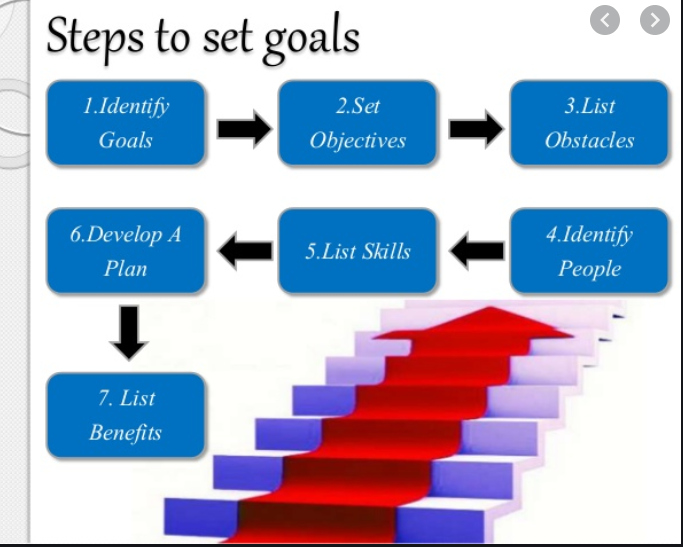 Steps to set goals
1.Identify
Goals
2.Set
Objectives
3.List
Obstacles
4.Identify
People
5.List Skills
6.Develop A
Plan
7. List
Benefits